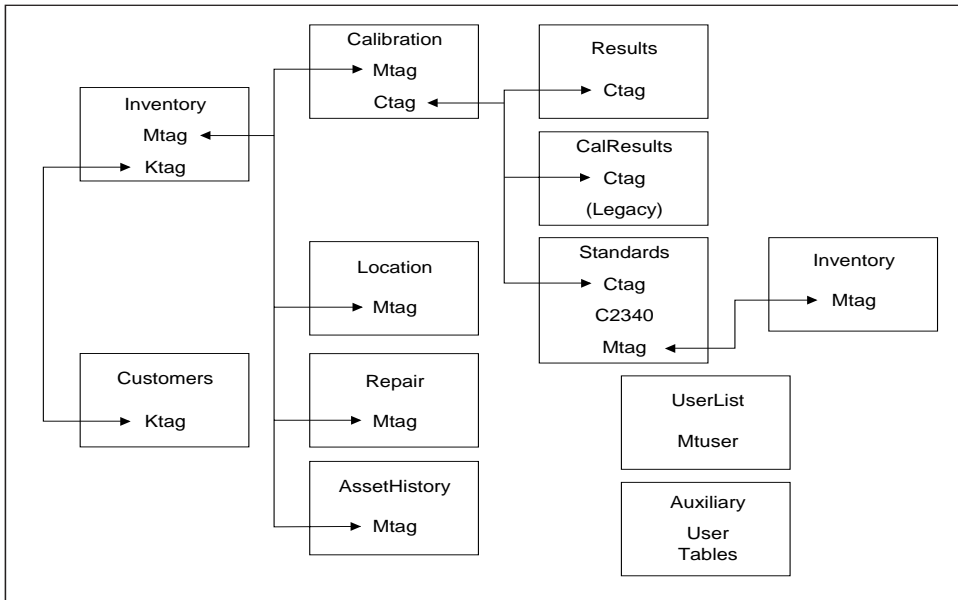 Inventory
Mtag
Ktag
Customers
Ktag
Calibration
Mtag
Ctag
Location
Mtag
Repair
Mtag
AssetHistory
Mtag
Results
Ctag
CalResults
Ctag
(Legacy)
Standards
Ctag
C2340
Mtag
Inventory
Mtag
UserList
Mtuser
Auxiliary
User
Tables